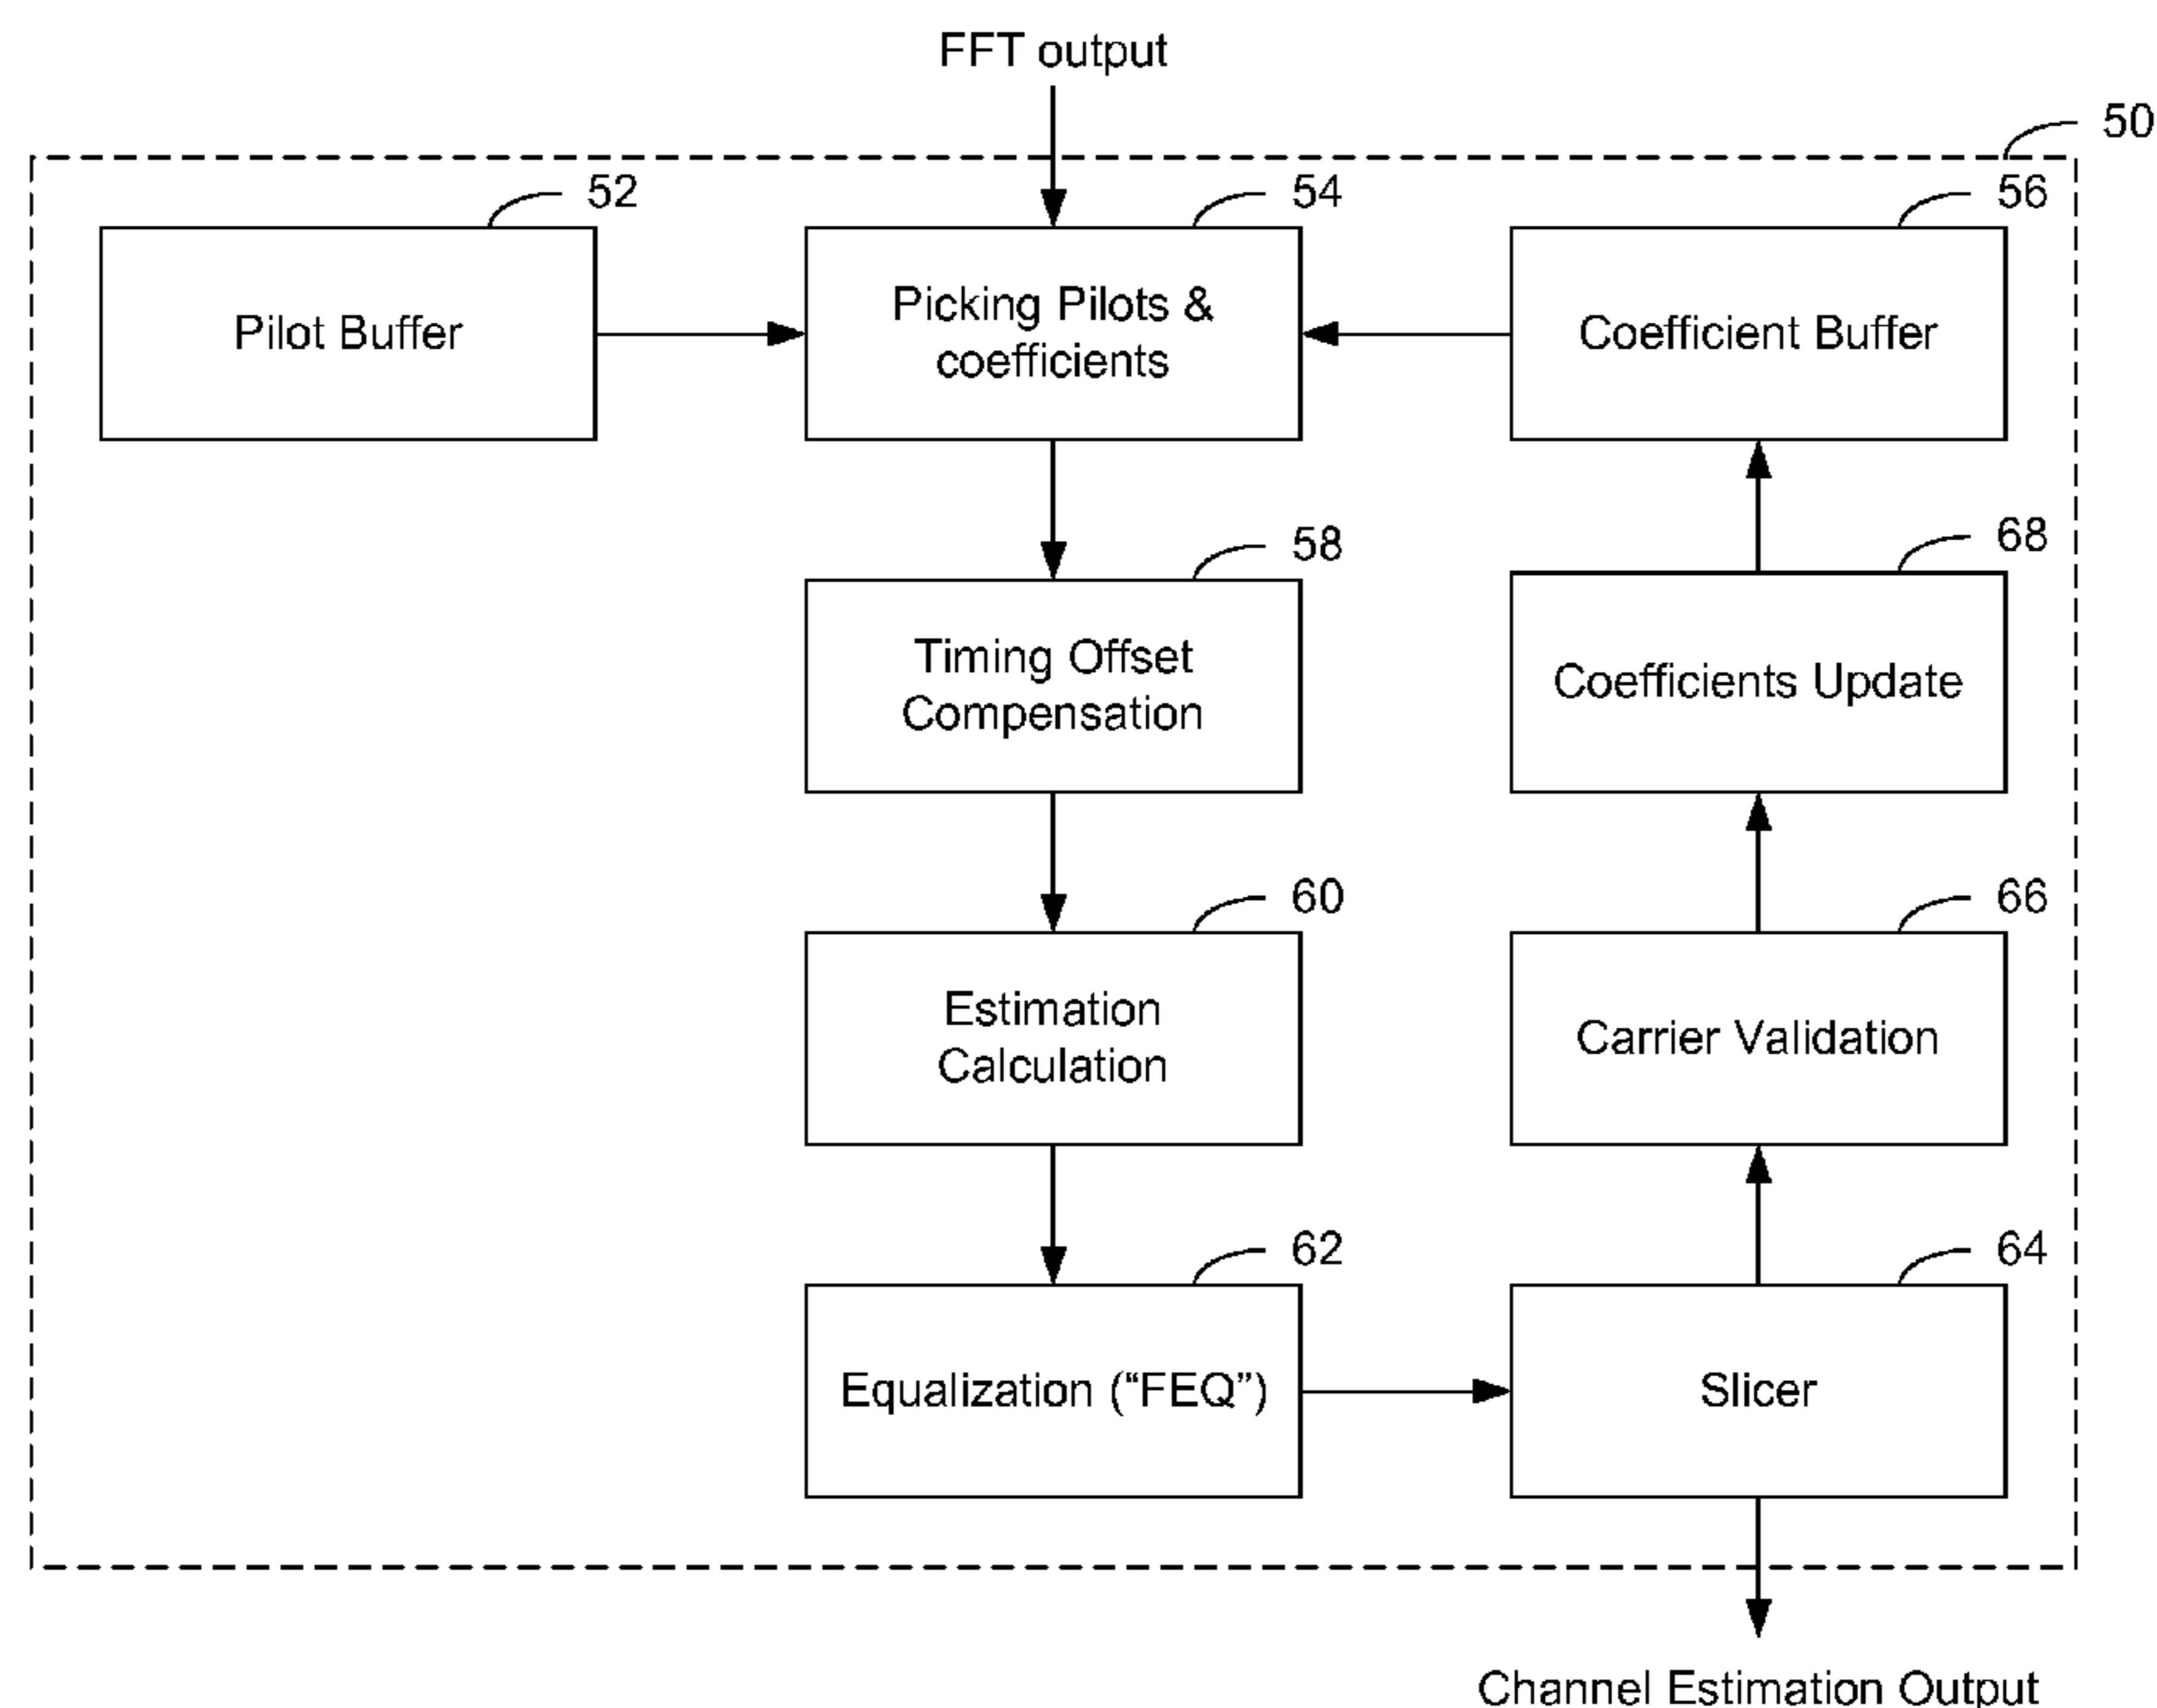 FFT output
50
52
54
56
Pilot Buffer
Picking Pilots &
coefficients
Coefficient Buffer
58
68
Timing Offset
Compensation
Coefficients Update
60
66
Estimation
Calculation
Carrier Validation
62
64
Equalization (“FEQ”)
Slicer
Channel Estimation Output